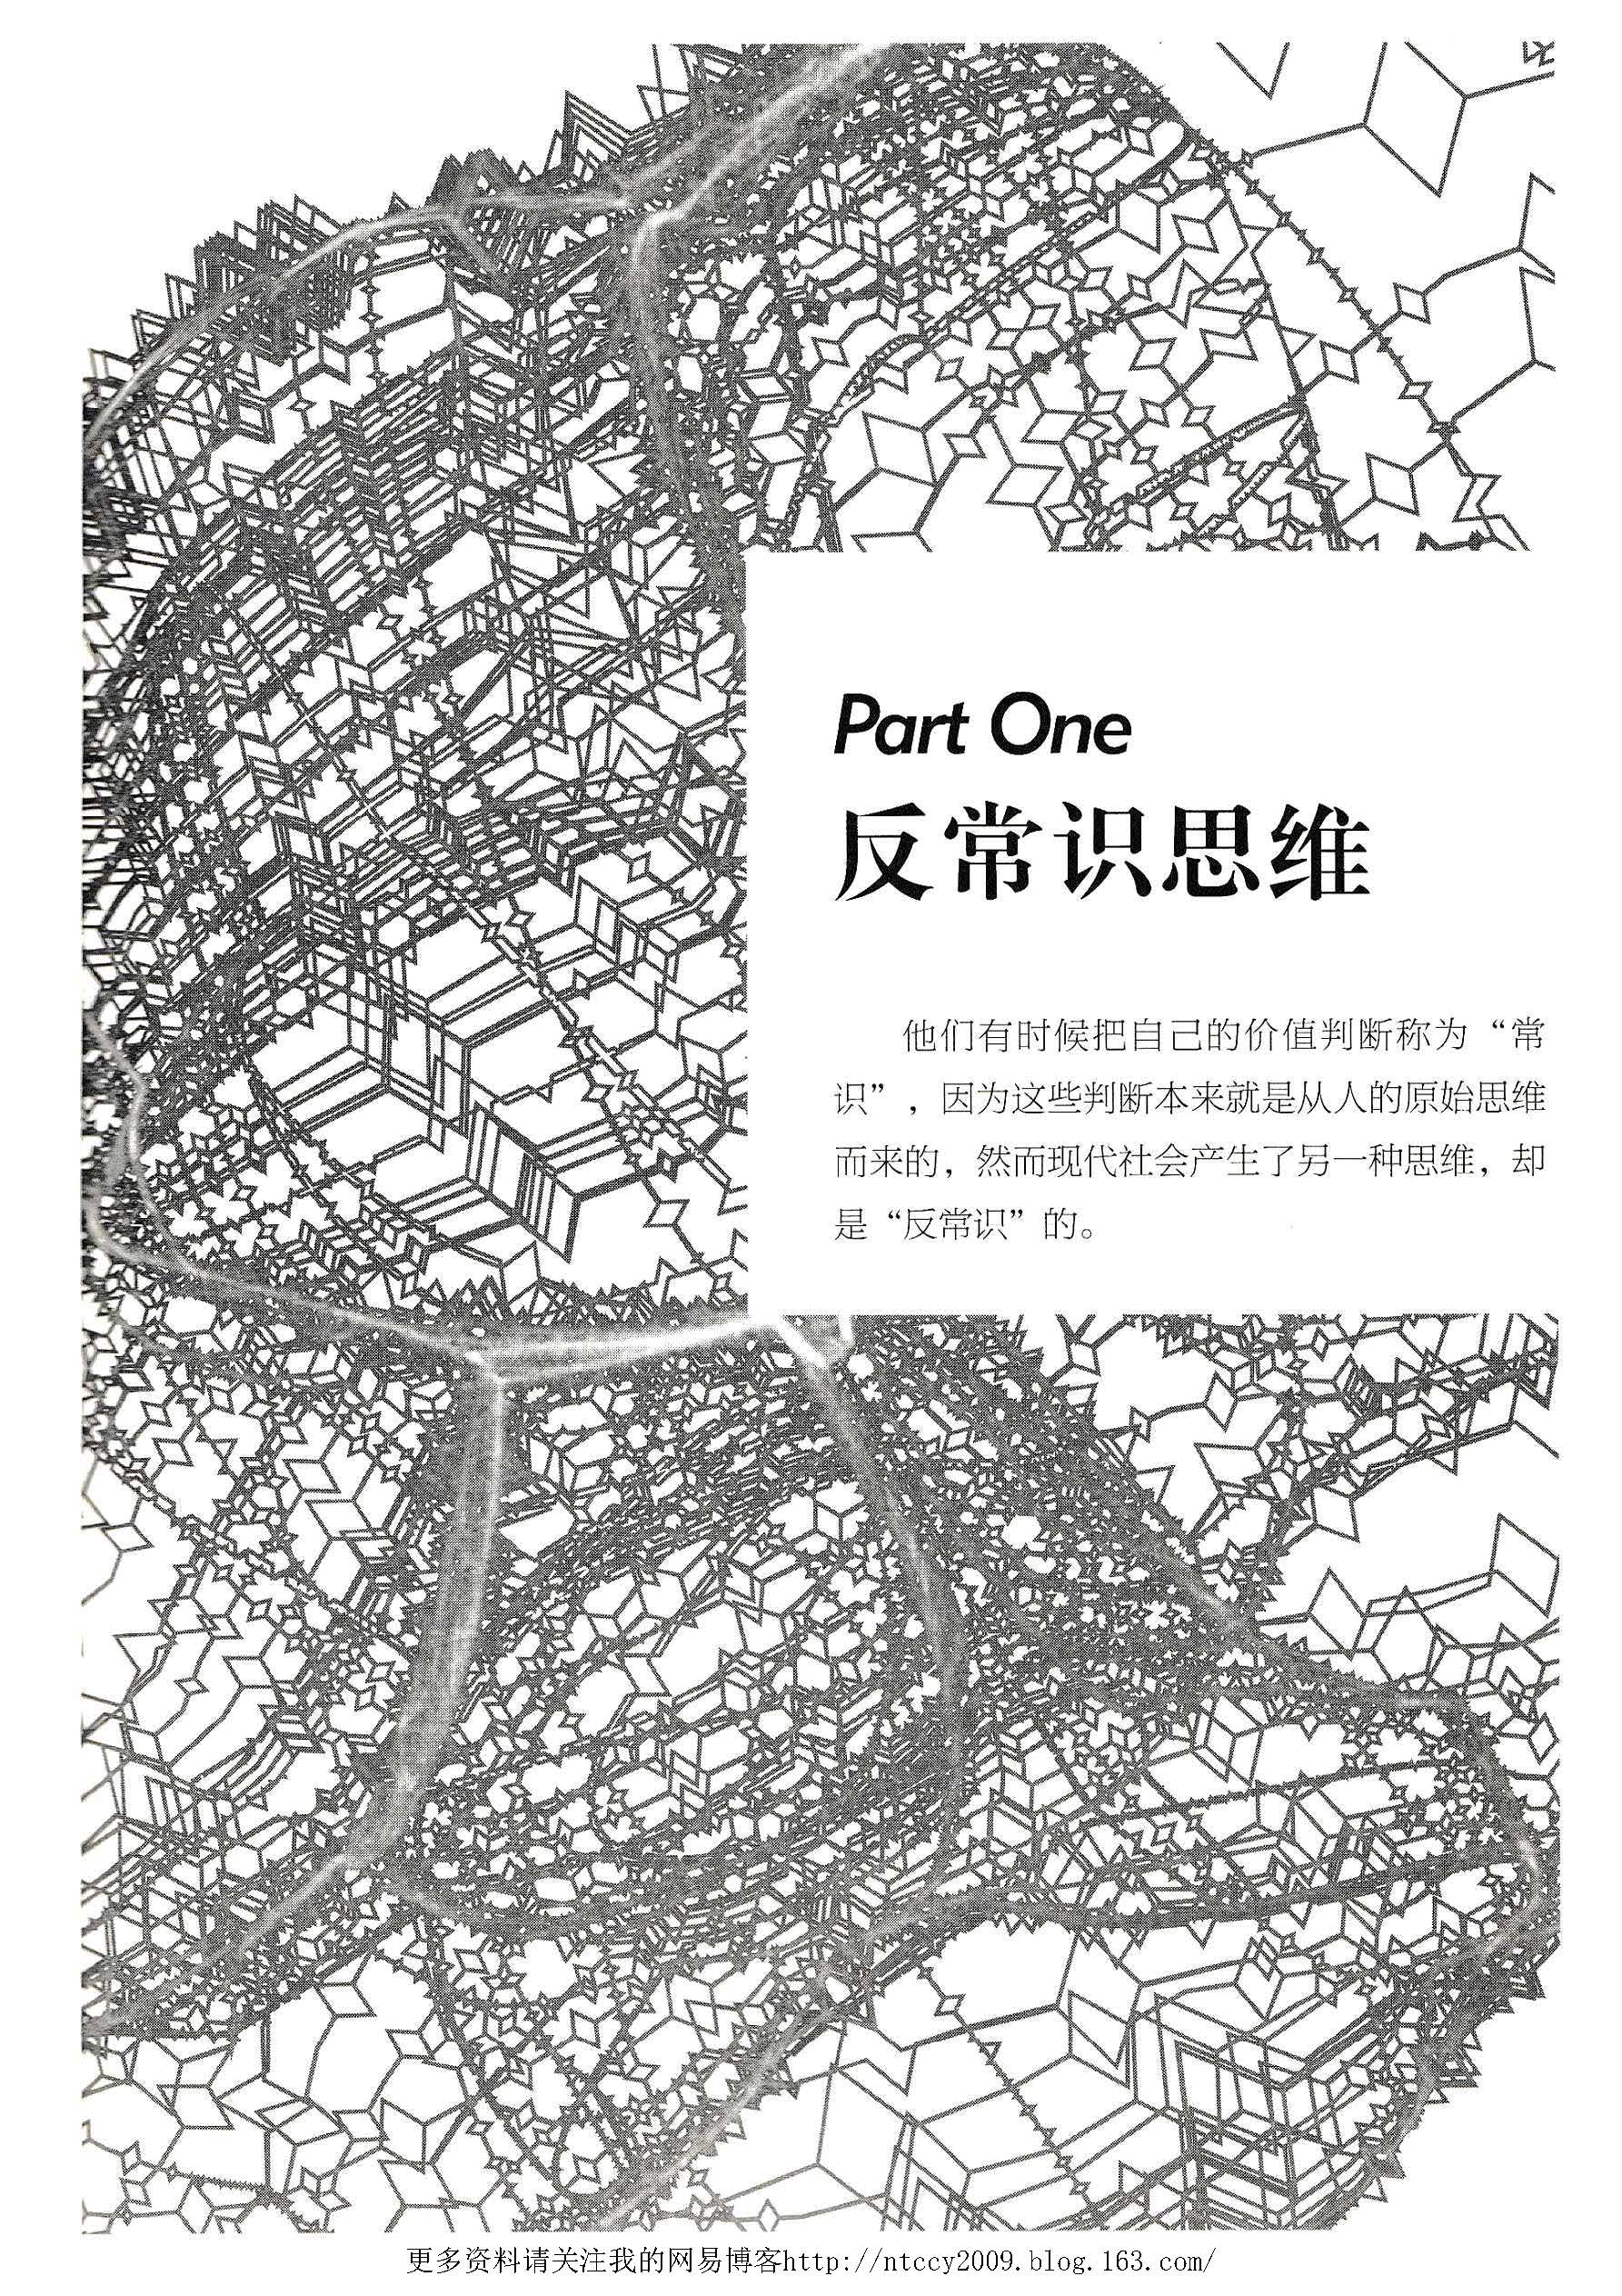 Part One
反常识思维
他们有时候把自己的价值判断称为“常
识”，因为这些判断本来就是从人的原始思维
而来的，然而现代社会产生了另一种思维，却
是“反常识”的。
更多资料请关注我的网易博客http://ntccy2009.blog.163.com/